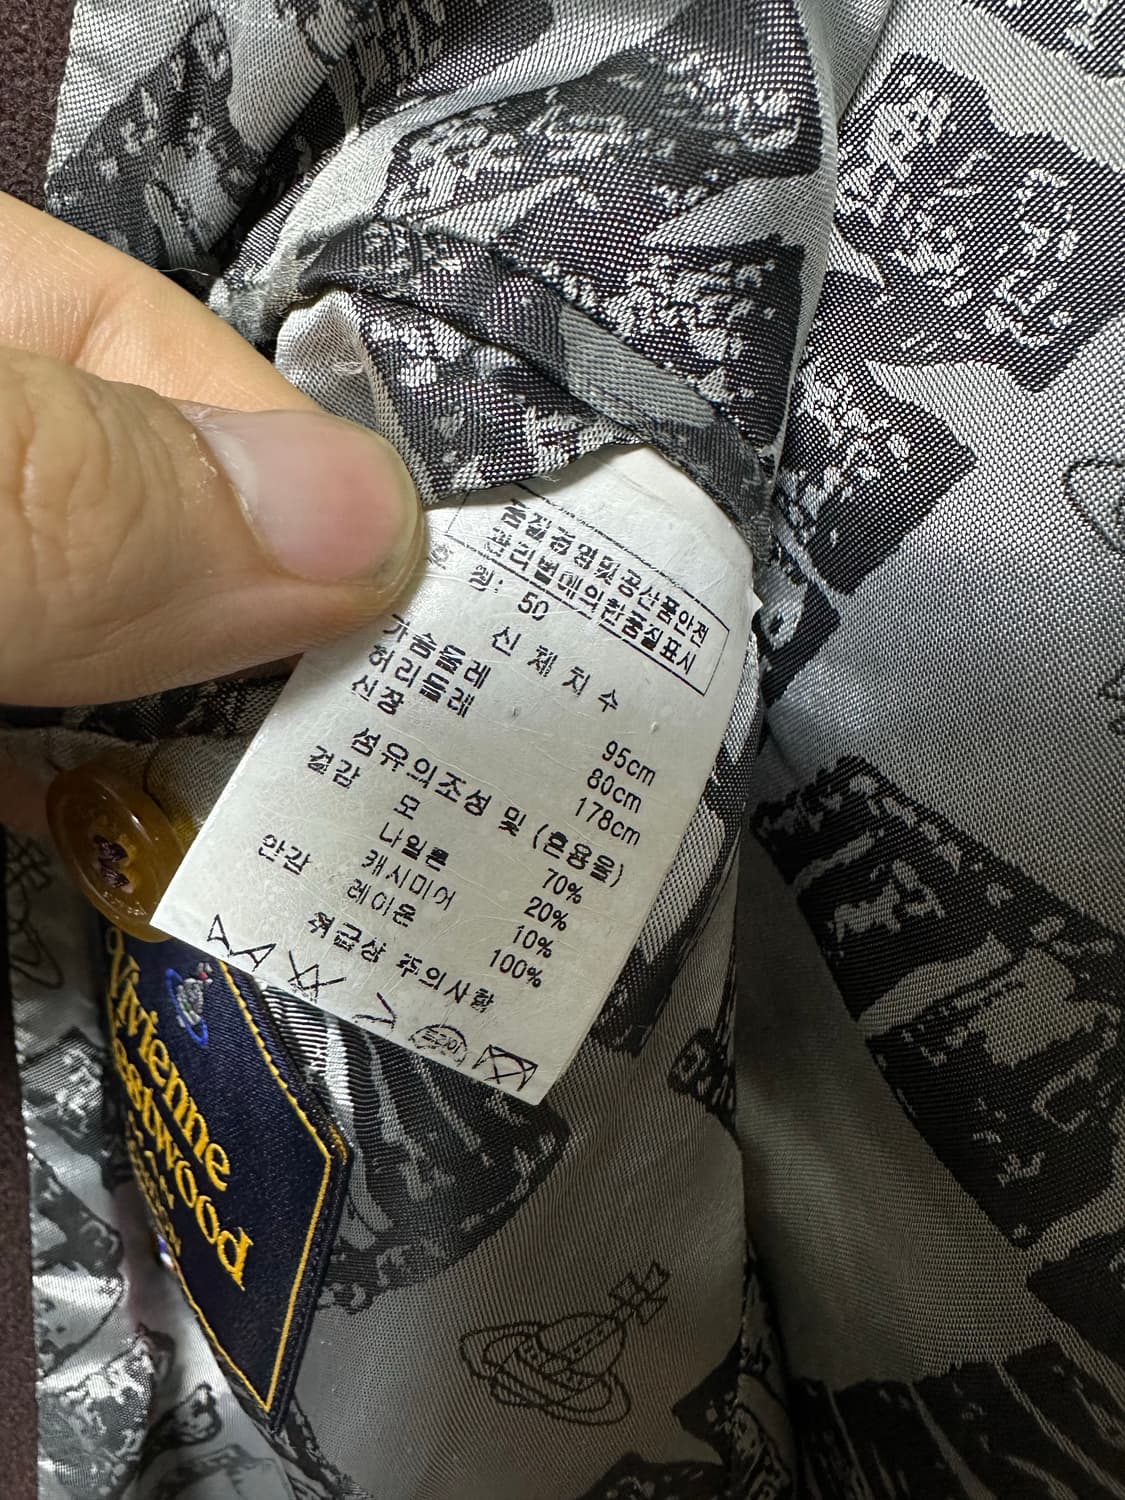 품질경영및공산품안전
관리법에의한품질표시
호 칭: 50
신 체 치 수
가슴둘레 95cm
허리둘레 80cm
신장 178cm
섬유의조성 및 (혼용율)
겉감 모 70%
나일론 20%
캐시미어 10%
안감 레이온 100%
취급상 주의사항
드라이
Vivienne
Westwood